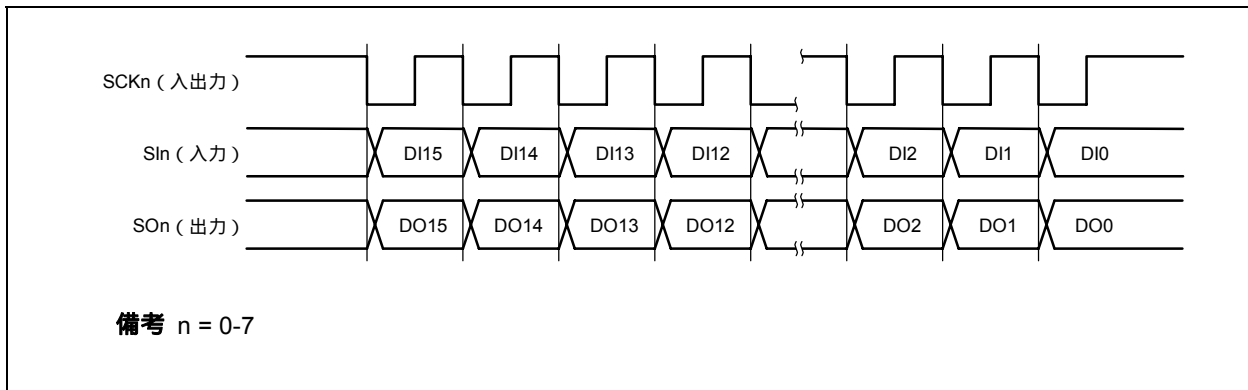 SCKn（入出力）
SIn（入力） DI15 DI14 DI13 DI12 DI2 DI1 DI0
SOn（出力） DO15 DO14 DO13 DO12 DO2 DO1 DO0
備考 n = 0-7